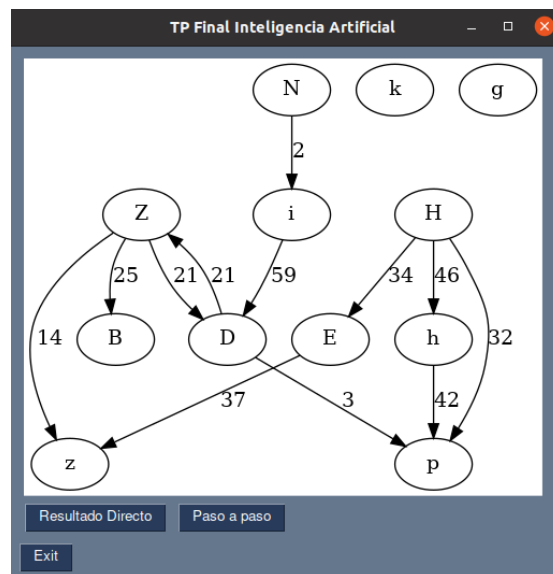 TP Final Inteligencia Artificial
N k g
2
Z i H
25 21 21 59 34 46
14 B D E h 32
37 3 42
z p
Resultado Directo Paso a paso
Exit